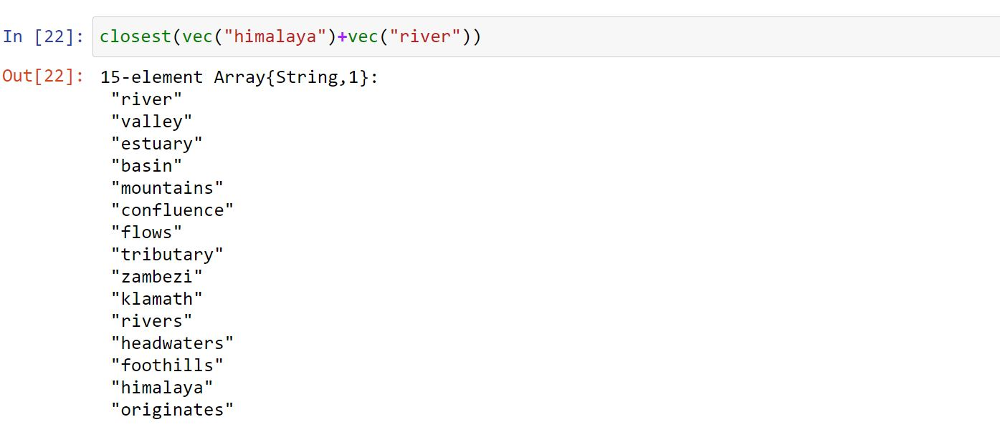 In [22]: closest(vec("himalaya")+vec("river"))
Out[22]: 15-element Array{String,1}:
"river"
"valley"
"estuary"
"basin"
"mountains"
"confluence"
"flows"
"tributary"
"zambezi"
"klamath"
"rivers"
"headwaters"
"foothills"
"himalaya"
"originates"